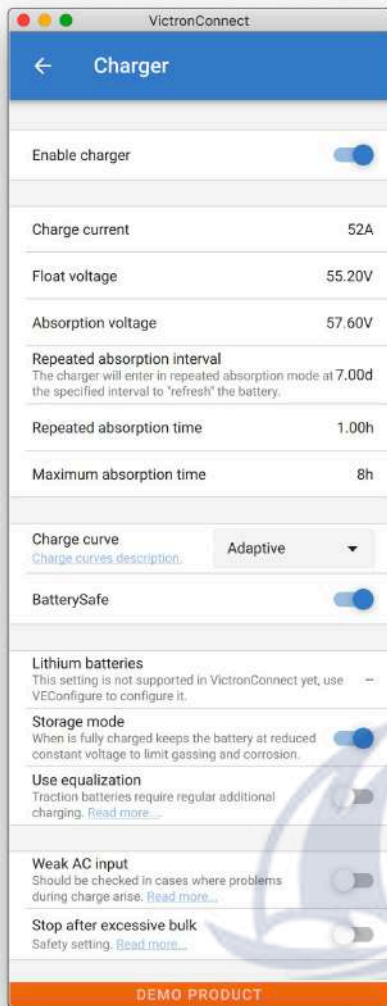 VictronConnect
Charger
Enable charger
Charge current 52A
Float voltage 55.20V
Absorption voltage 57.60V
Repeated absorption interval
The charger will enter in repeated absorption mode at 7.00d
the specified interval to "refresh" the battery.
Repeated absorption time 1.00h
Maximum absorption time 8h
Charge curve
Charge curves description.
Adaptive
BatterySafe
Lithium batteries
This setting is not supported in VictronConnect yet, use –
VEConfigure to configure it.
Storage mode
When is fully charged keeps the battery at reduced
constant voltage to limit gassing and corrosion.
Use equalization
Traction batteries require regular additional
charging. Read more...
Weak AC input
Should be checked in cases where problems
during charge arise. Read more...
Stop after excessive bulk
Safety setting. Read more...
DEMO PRODUCT